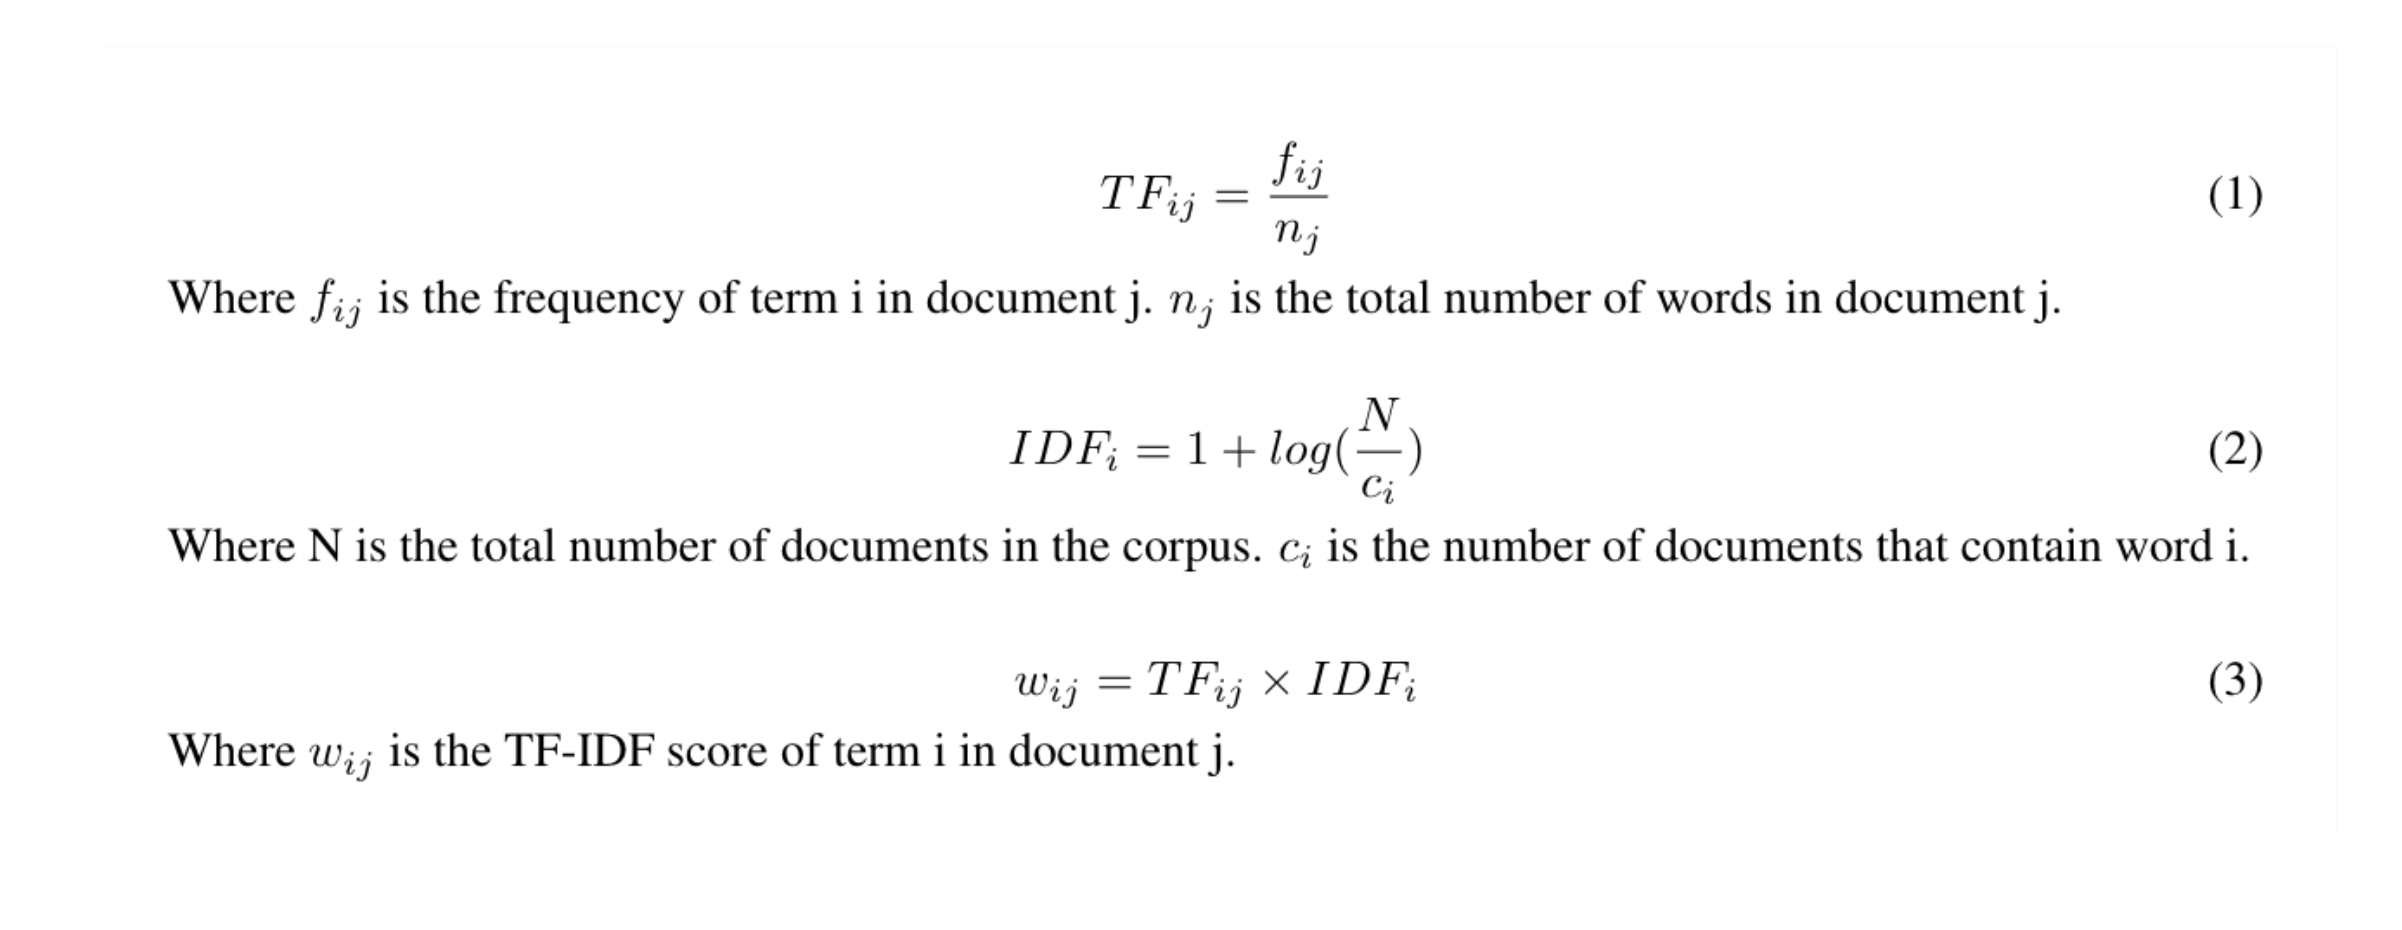 $TF_{ij} = \frac{f_{ij}}{n_j}$ (1)
Where $f_{ij}$ is the frequency of term i in document j. $n_j$ is the total number of words in document j.
$IDF_i = 1 + log(\frac{N}{c_i})$ (2)
Where N is the total number of documents in the corpus. $c_i$ is the number of documents that contain word i.
$w_{ij} = TF_{ij} \times IDF_i$ (3)
Where $w_{ij}$ is the TF-IDF score of term i in document j.